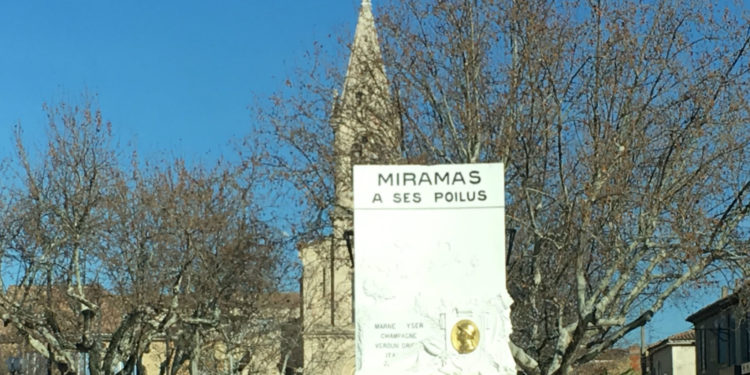 MIRAMAS
A SES POILUS
MARNE YSER
CHAMPAGNE
VERDUN